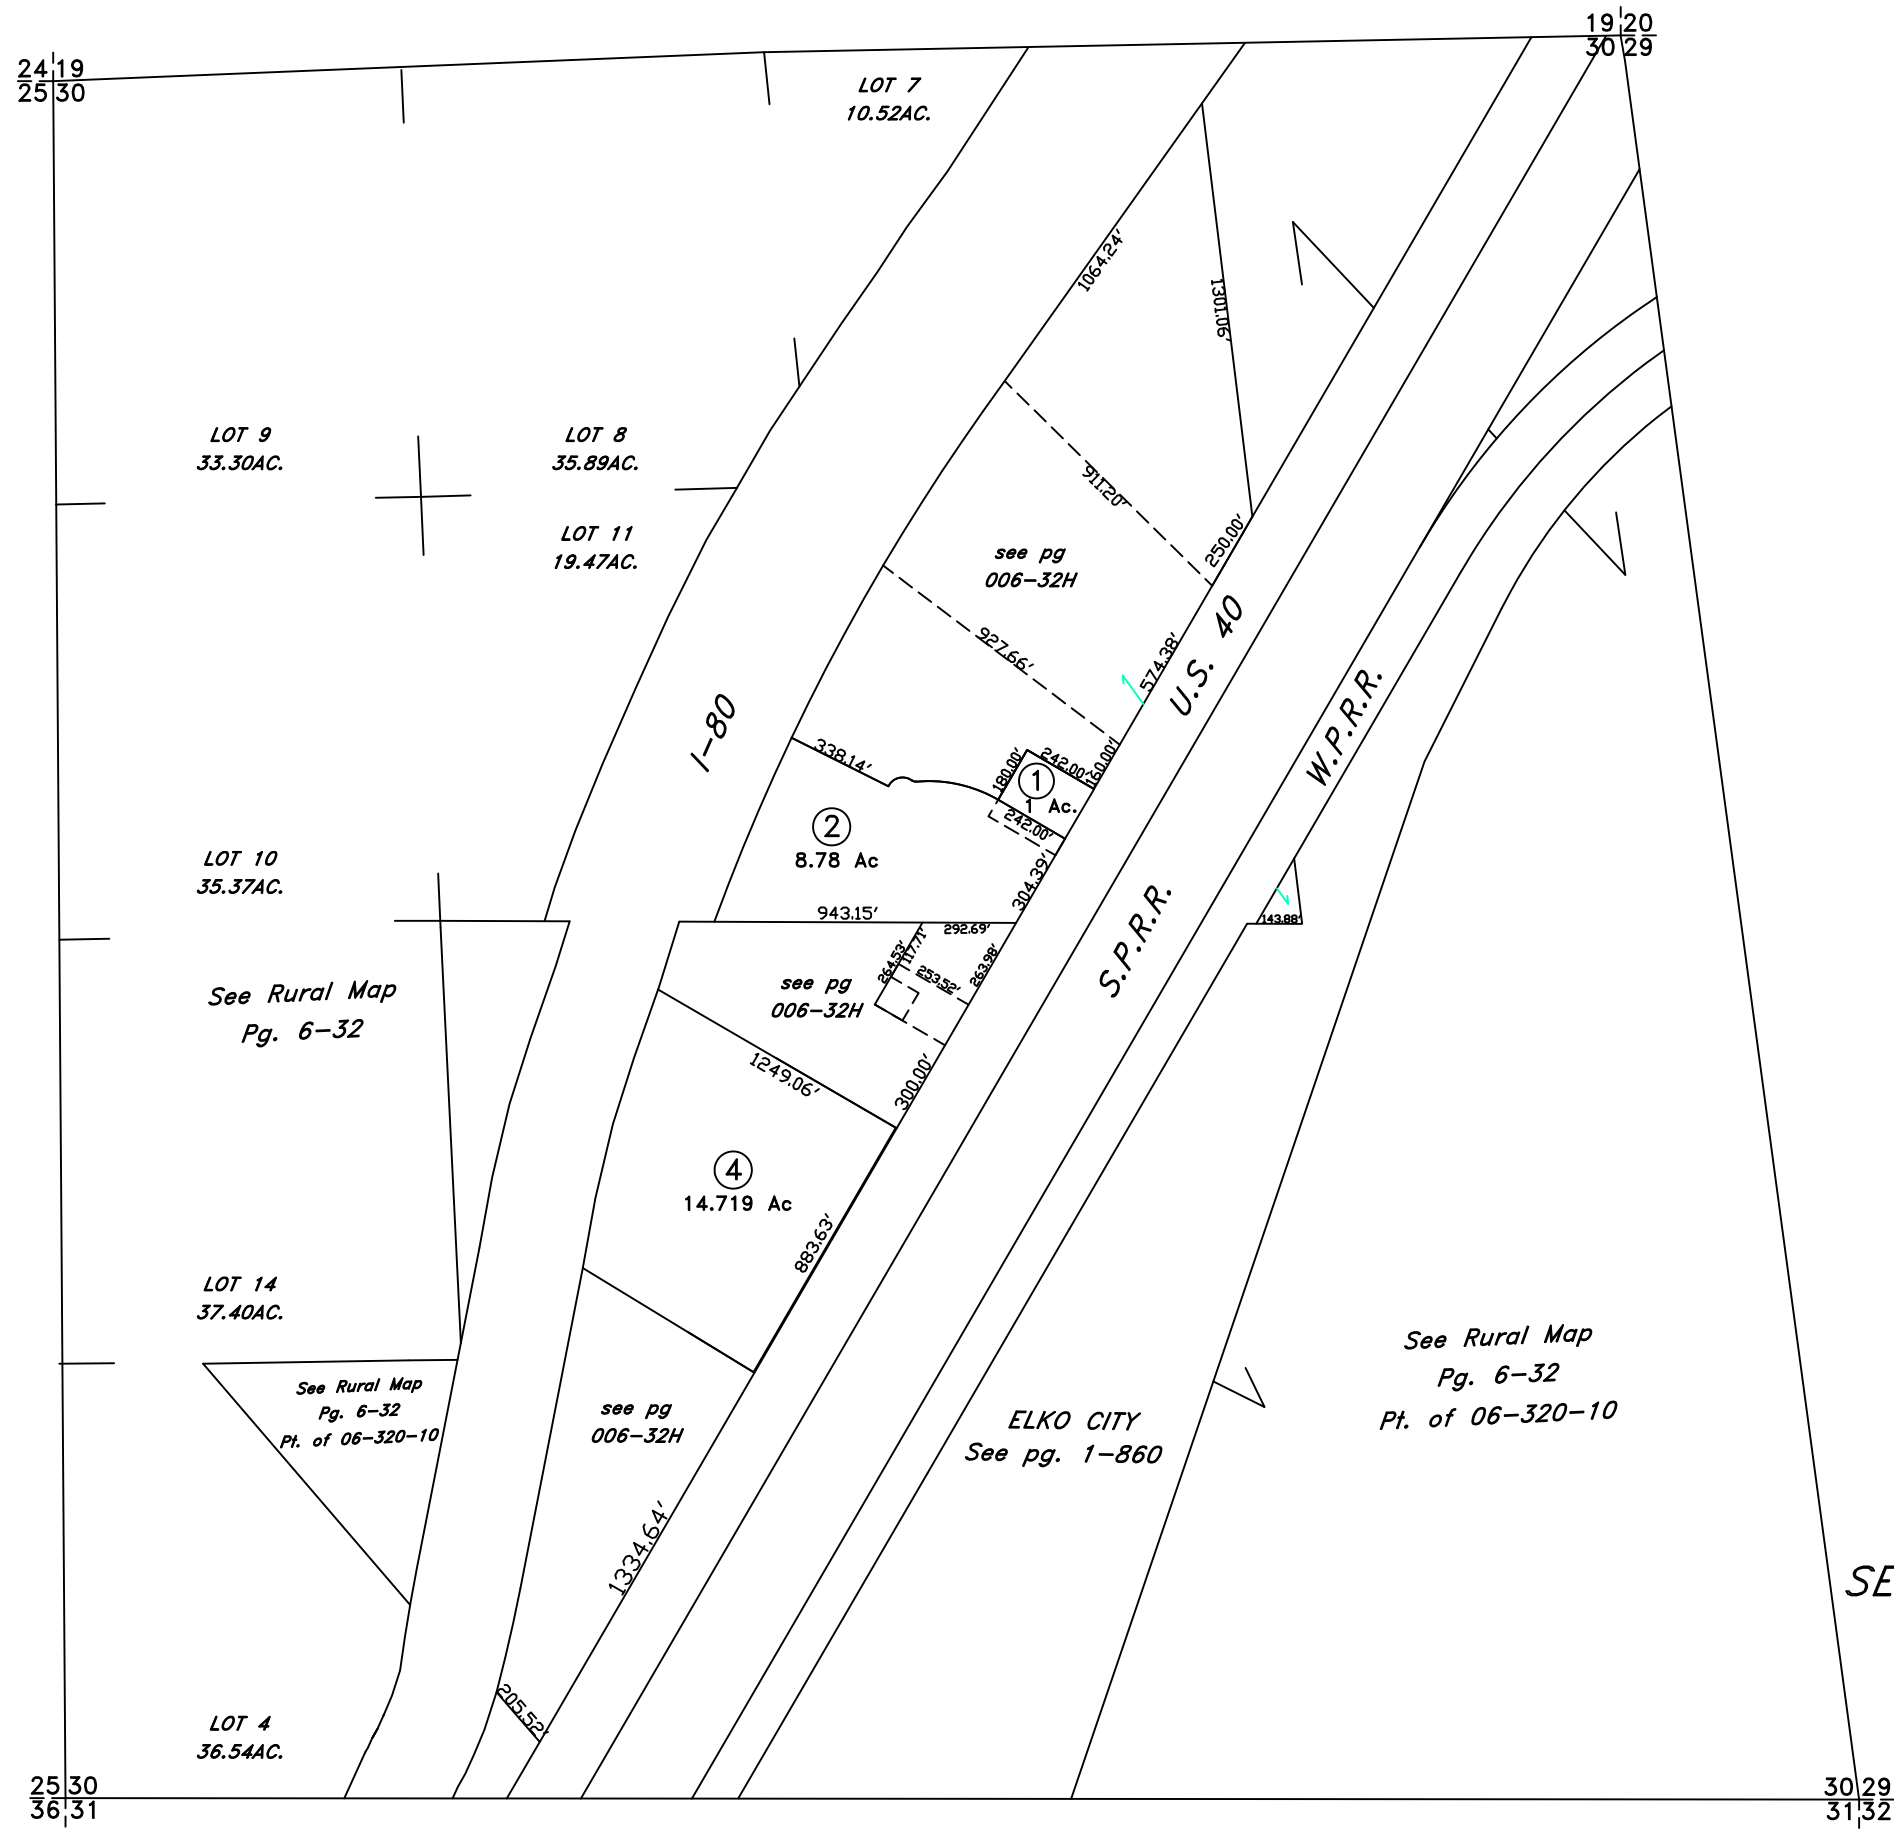 19 20
30 29
24 19
25 30
LOT 7
10.52AC.
1064.24'
1301.06'
LOT 9
33.30AC.
LOT 8
35.89AC.
911.20'
LOT 11
19.47AC.
250.00'
see pg
006-32H
927.66'
574.38'
U.S. 40
I-80
W.P.R.R.
338.14'
180.00'
242.00'
160.00'
1
1 Ac.
242.00'
2
8.78 Ac
304.39'
LOT 10
35.37AC.
S.P.R.R.
943.15'
292.69'
143.88'
264.53'
117.71'
253.52'
263.98'
see pg
006-32H
See Rural Map
Pg. 6-32
1249.06'
300.00'
4
14.719 Ac
883.63'
LOT 14
37.40AC.
See Rural Map
Pg. 6-32
Pt. of 06-320-10
See Rural Map
Pg. 6-32
Pt. of 06-320-10
see pg
006-32H
ELKO CITY
See pg. 1-860
1334.64'
SE
205.52'
LOT 4
36.54AC.
25 30
36 31
30 29
31 32